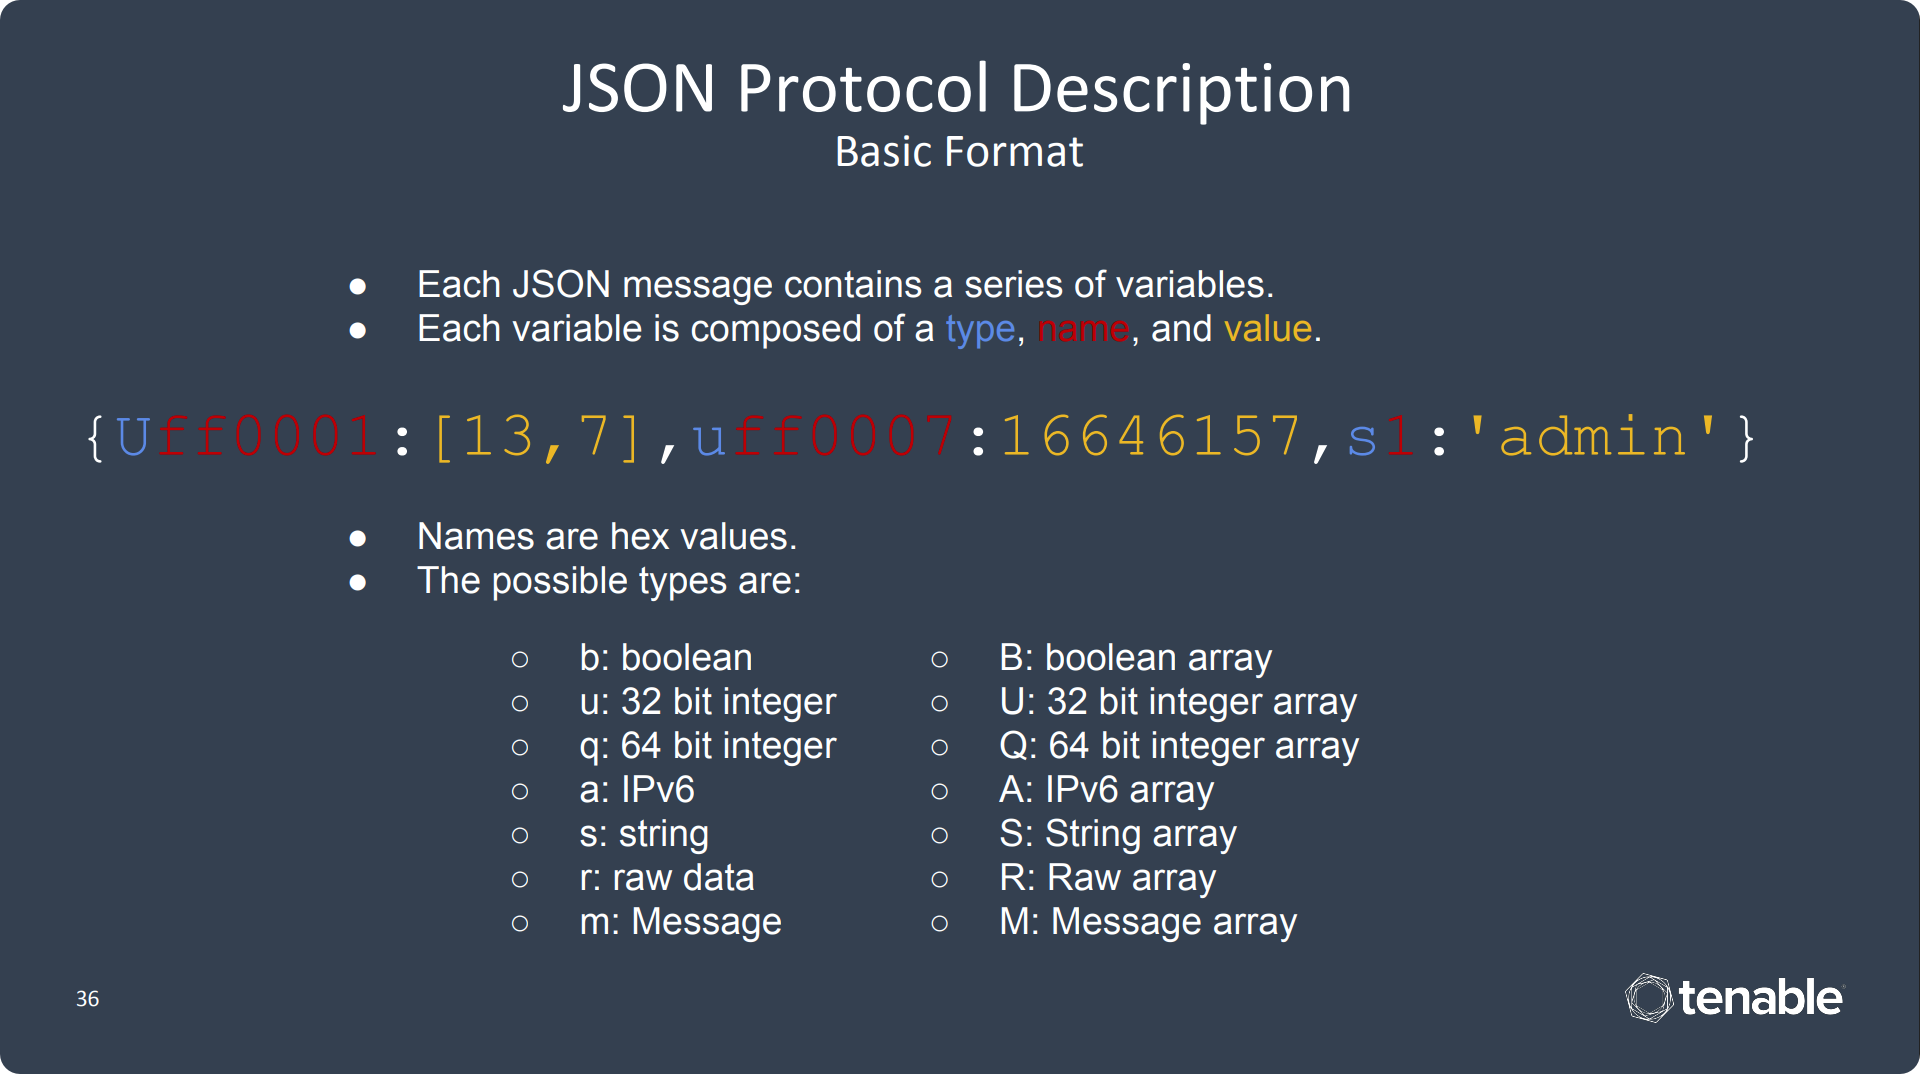 JSON Protocol Description
Basic Format
● Each JSON message contains a series of variables.
● Each variable is composed of a type, name, and value.
{Uff0001:[13,7],uff0007:16646157,s1:'admin'}
● Names are hex values.
● The possible types are:
○ b: boolean
○ u: 32 bit integer
○ q: 64 bit integer
○ a: IPv6
○ s: string
○ r: raw data
○ m: Message
○ B: boolean array
○ U: 32 bit integer array
○ Q: 64 bit integer array
○ A: IPv6 array
○ S: String array
○ R: Raw array
○ M: Message array
36
tenable